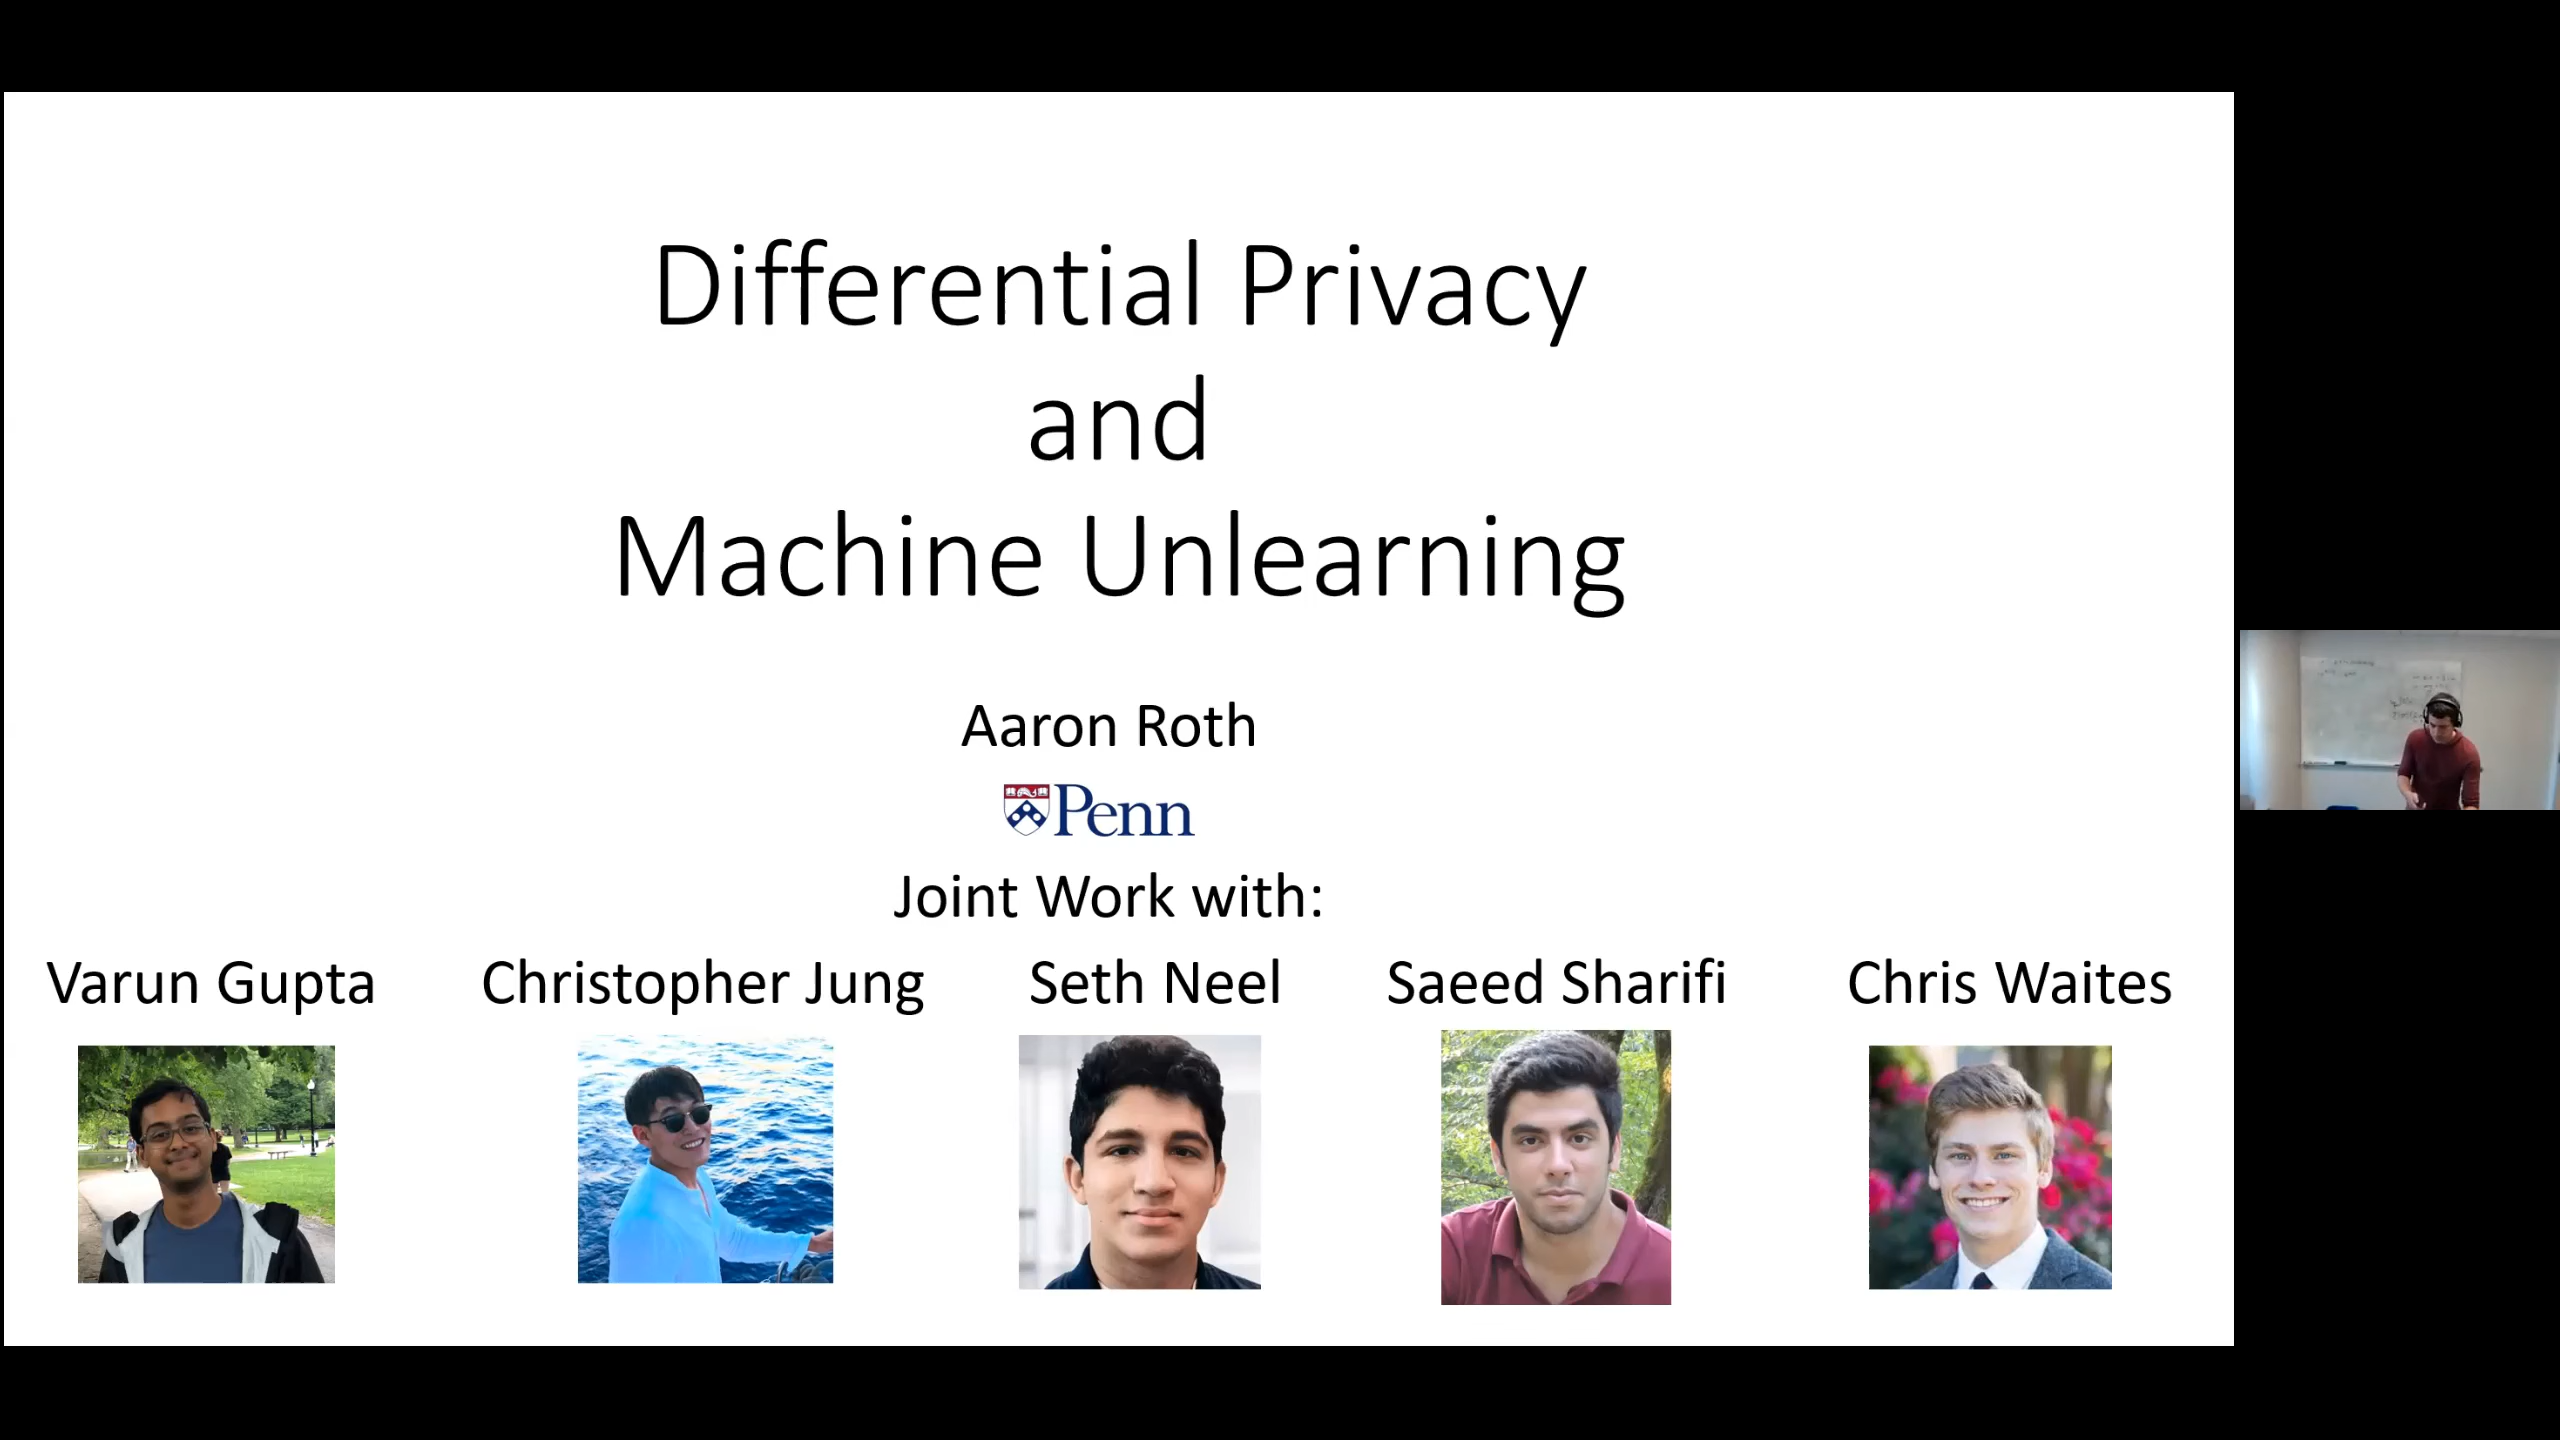 Differential Privacy
and
Machine Unlearning
Aaron Roth
Penn
Joint Work with:
Varun Gupta
Christopher Jung
Seth Neel
Saeed Sharifi
Chris Waites